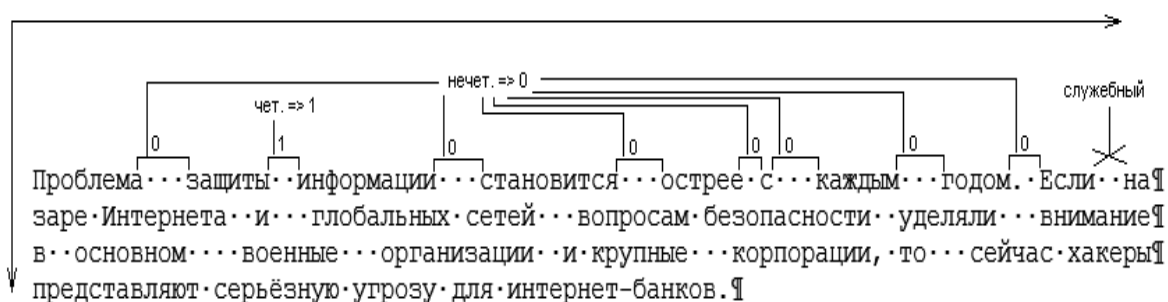 нечет. => 0
служебный
чет. => 1
0 1 0 0 0 0 0 0
Проблема···защиты··информации···становится···острее·с···каждым···годом.·Если··на¶
заре·Интернета··и···глобальных·сетей···вопросам·безопасности··уделяли···внимание¶
в··основном····военные···организации··и·крупные···корпорации,·то···сейчас·хакеры¶
представляют·серьёзную·угрозу·для·интернет-банков.¶